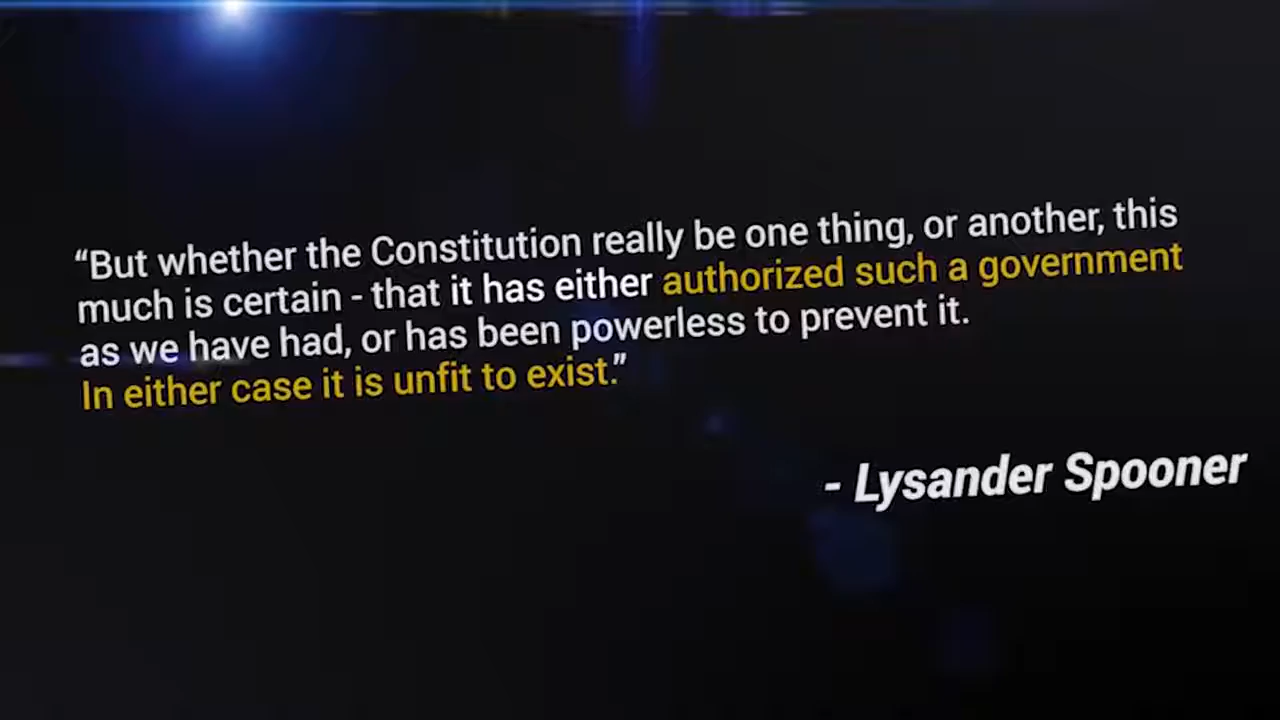 “But whether the Constitution really be one thing, or another, this
much is certain - that it has either authorized such a government
as we have had, or has been powerless to prevent it.
In either case it is unfit to exist.”
- Lysander Spooner